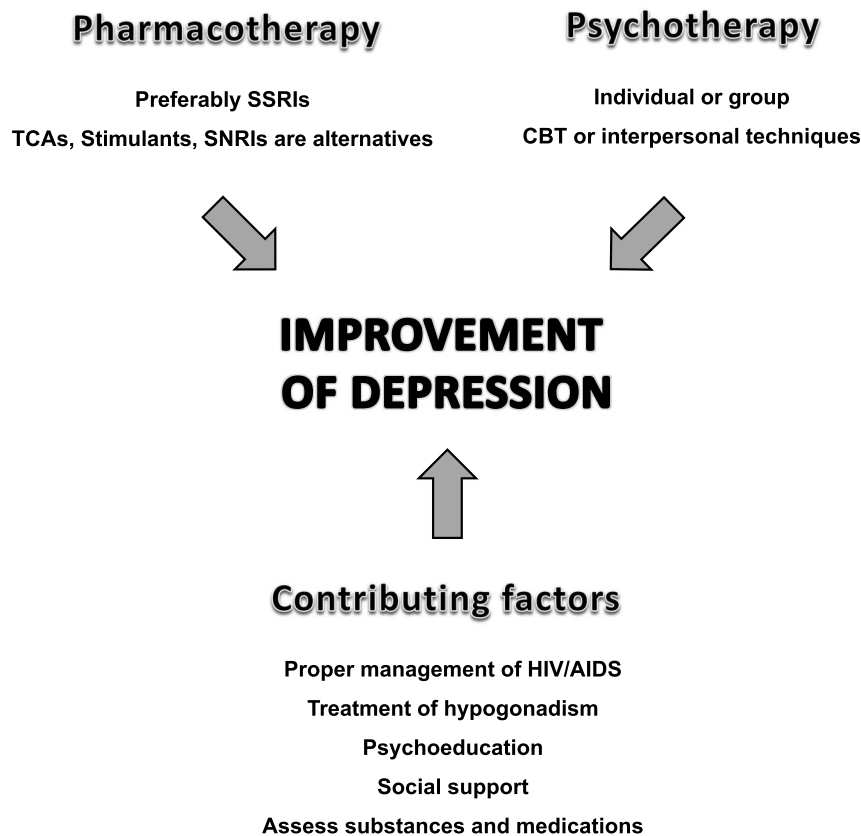 Pharmacotherapy
Preferably SSRIs
TCAs, Stimulants, SNRIs are alternatives
Psychotherapy
Individual or group
CBT or interpersonal techniques
IMPROVEMENT
OF DEPRESSION
Contributing factors
Proper management of HIV/AIDS
Treatment of hypogonadism
Psychoeducation
Social support
Assess substances and medications